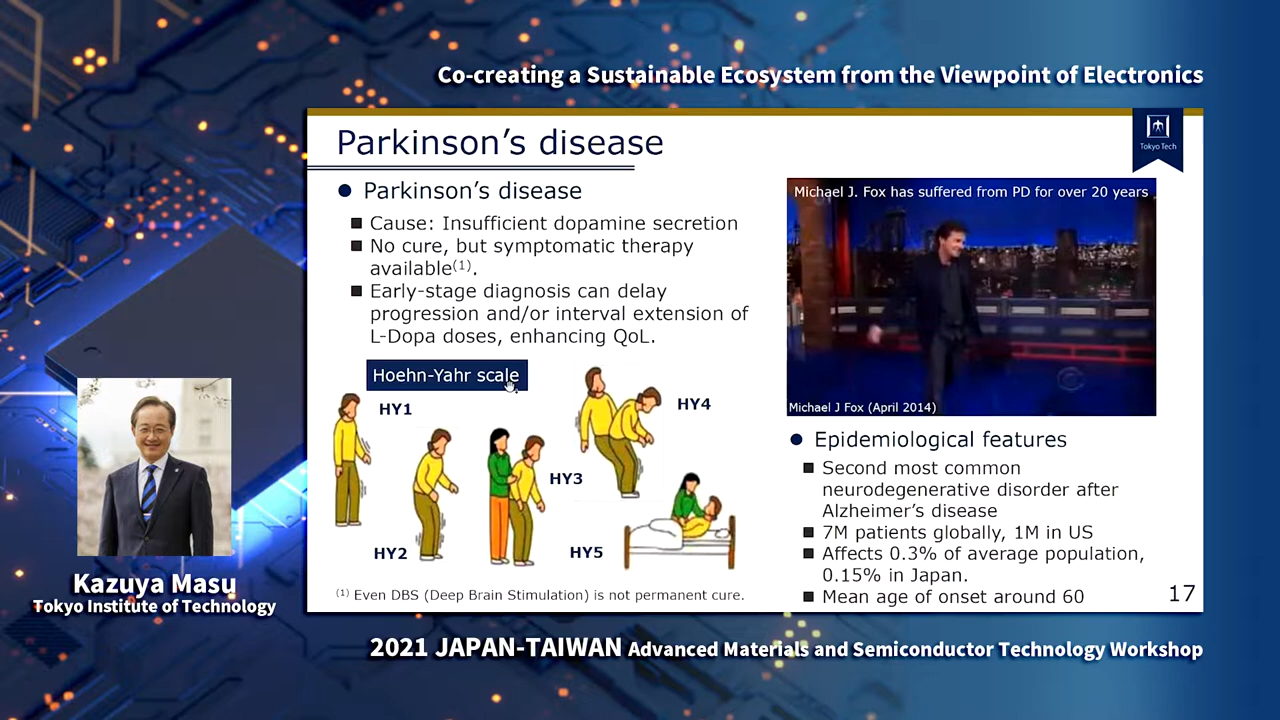 Co-creating a Sustainable Ecosystem from the Viewpoint of Electronics
Parkinson's disease
Tokyo Tech
● Parkinson's disease
■ Cause: Insufficient dopamine secretion
■ No cure, but symptomatic therapy
available(1).
■ Early-stage diagnosis can delay
progression and/or interval extension of
L-Dopa doses, enhancing QoL.
Hoehn-Yahr scale
HY1
HY2
HY3
HY4
HY5
(1) Even DBS (Deep Brain Stimulation) is not permanent cure.
Michael J. Fox has suffered from PD for over 20 years
Michael J Fox (April 2014)
● Epidemiological features
■ Second most common
neurodegenerative disorder after
Alzheimer's disease
■ 7M patients globally, 1M in US
■ Affects 0.3% of average population,
0.15% in Japan.
■ Mean age of onset around 60
17
Kazuya Masu
Tokyo Institute of Technology
2021 JAPAN-TAIWAN Advanced Materials and Semiconductor Technology Workshop